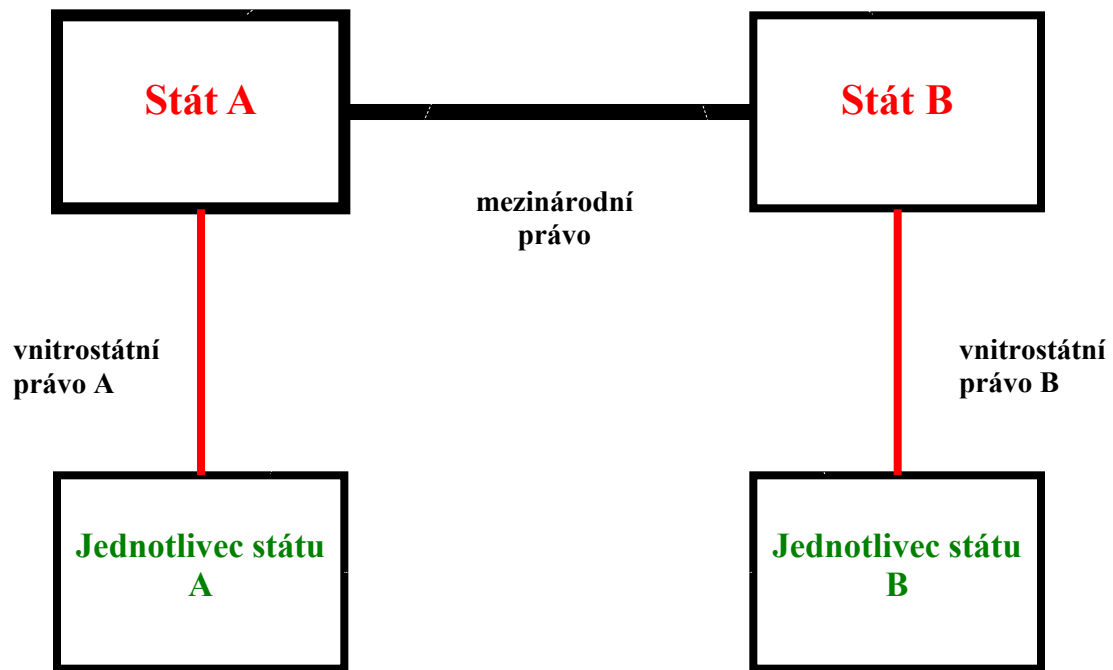 Stát A
Stát B
mezinárodní
právo
vnitrostátní
právo A
vnitrostátní
právo B
Jednotlivec státu
A
Jednotlivec státu
B